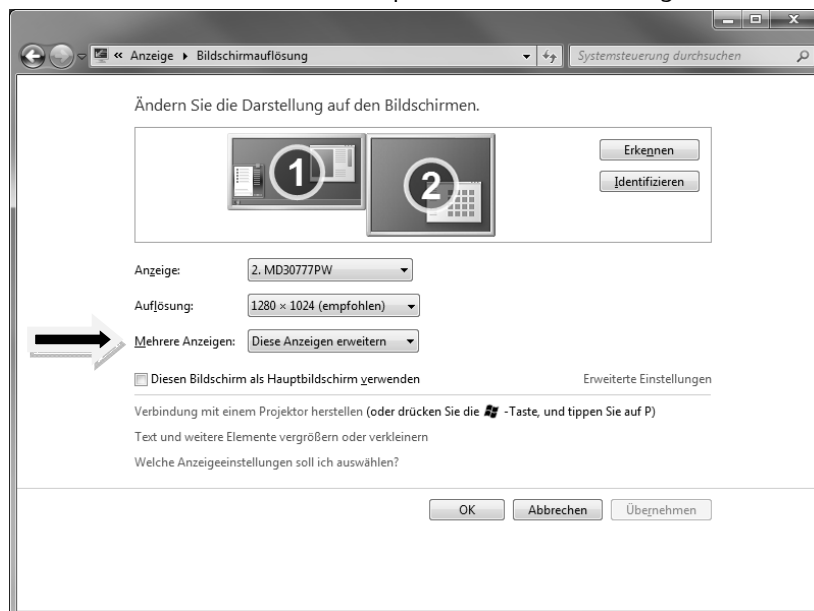 « Anzeige ▸ Bildschirmauflösung
Systemsteuerung durchsuchen
Ändern Sie die Darstellung auf den Bildschirmen.
1
2
Erkennen
Identifizieren
Anzeige: 2. MD30777PW
Auflösung: 1280 × 1024 (empfohlen)
Mehrere Anzeigen: Diese Anzeigen erweitern
Diesen Bildschirm als Hauptbildschirm verwenden
Erweiterte Einstellungen
Verbindung mit einem Projektor herstellen (oder drücken Sie die -Taste, und tippen Sie auf P)
Text und weitere Elemente vergrößern oder verkleinern
Welche Anzeigeeinstellungen soll ich auswählen?
OK Abbrechen Übernehmen